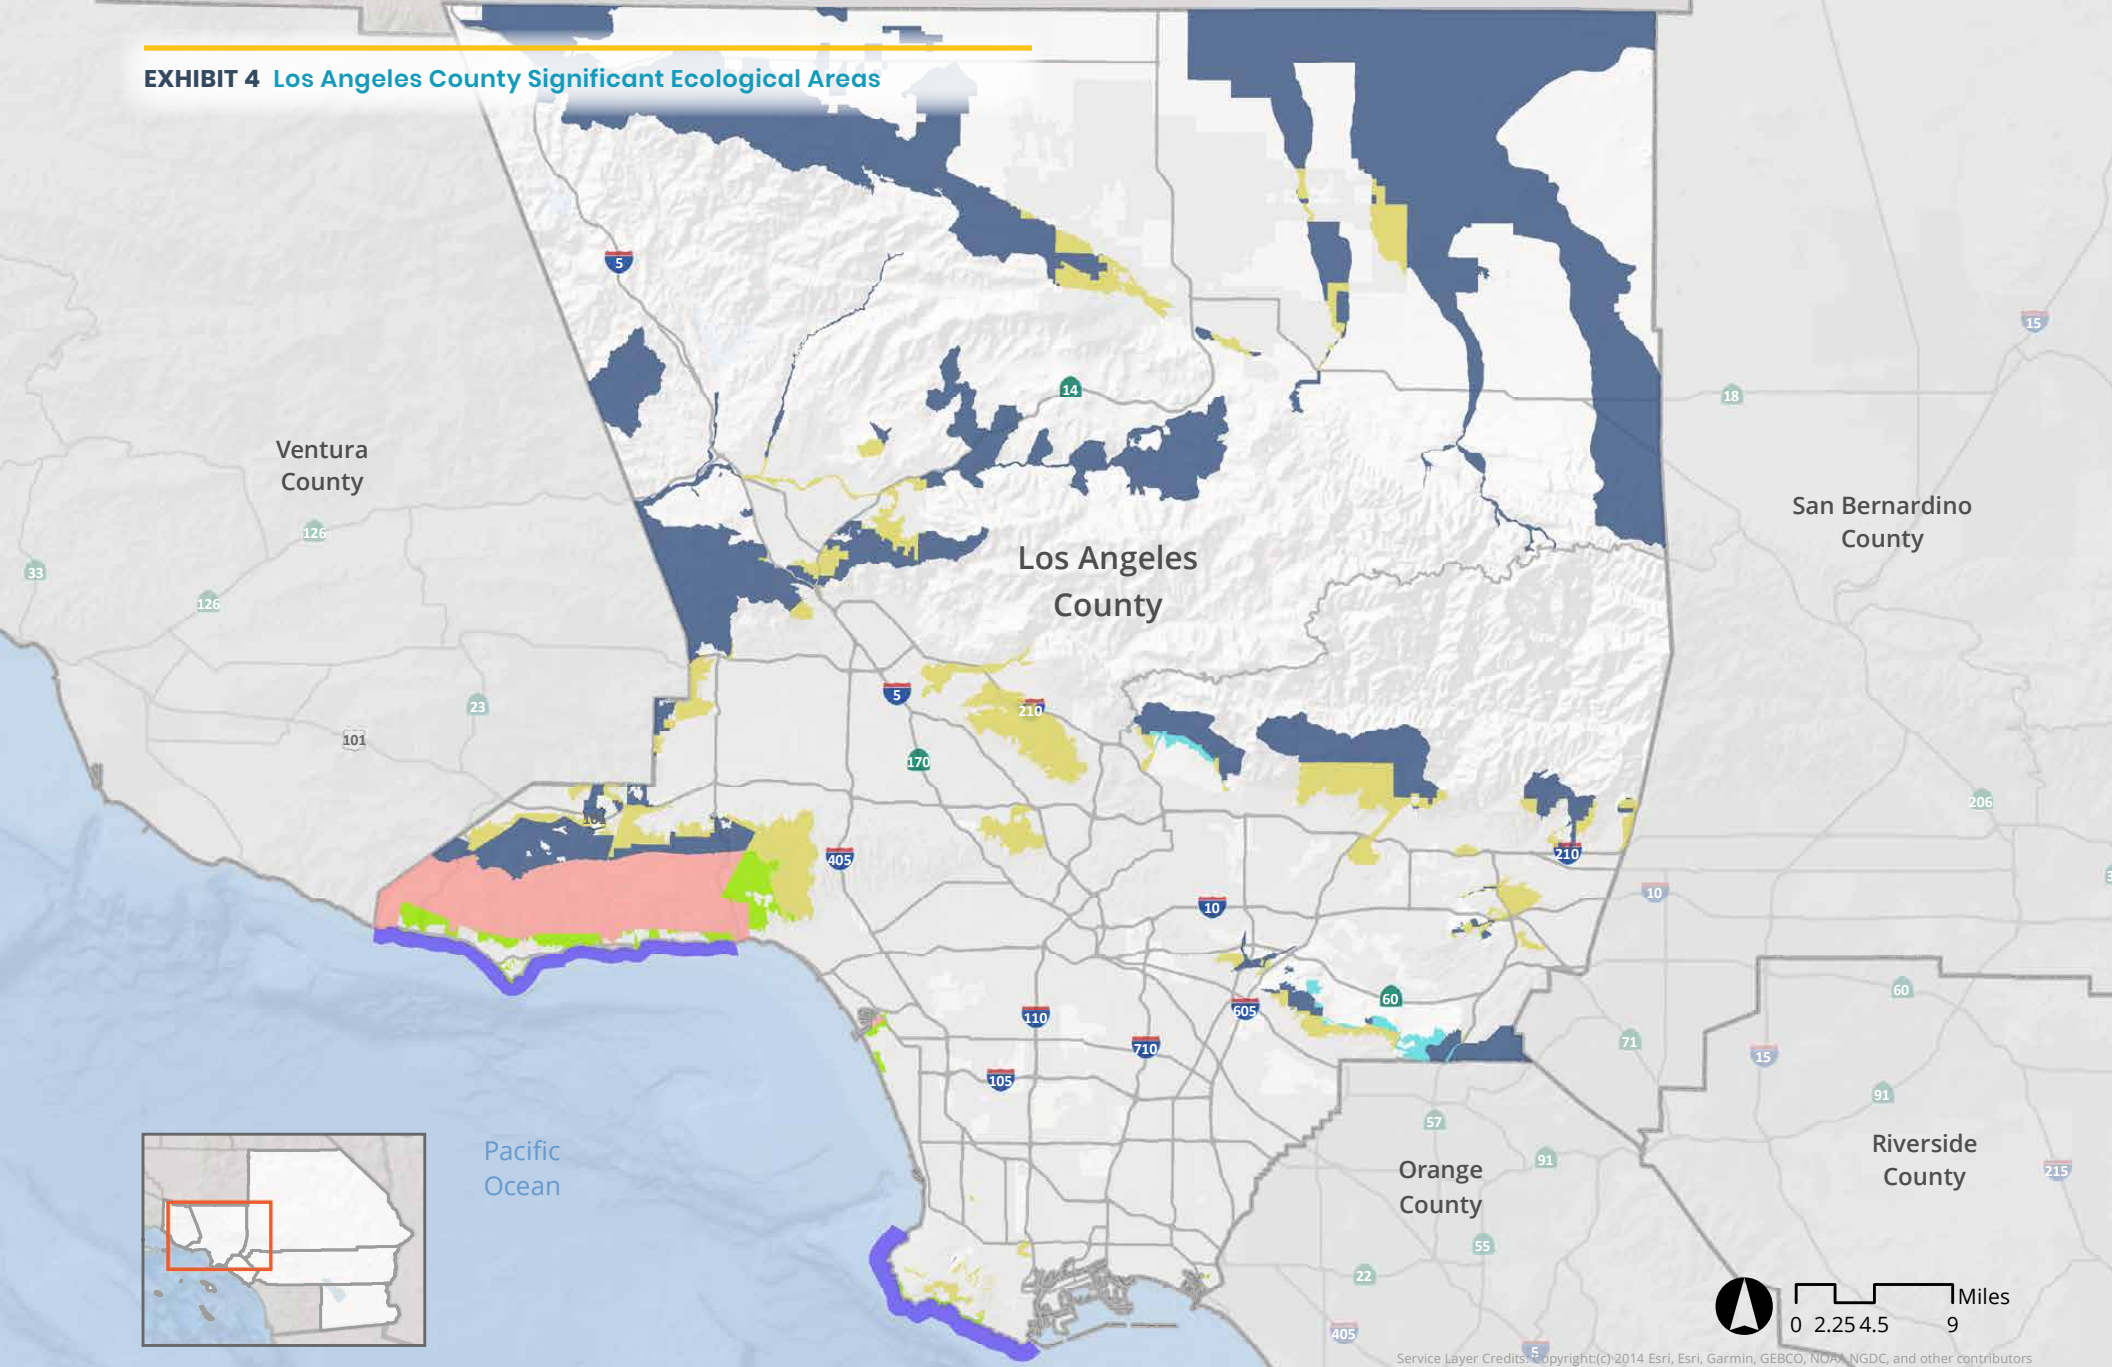 EXHIBIT 4 Los Angeles County Significant Ecological Areas
5
15
14
18
Ventura
County
San Bernardino
County
126
33
Los Angeles
County
126
5
23
210
101
170
206
101
405
210
10
10
60
60
110
605
71
710
15
105
91
57
Pacific
Ocean
Riverside
County
91
215
Orange
County
55
22
Miles
0 2.25 4.5 9
405
5
Service Layer Credits: Copyright:(c) 2014 Esri, Esri, Garmin, GEBCO, NOAA NGDC, and other contributors